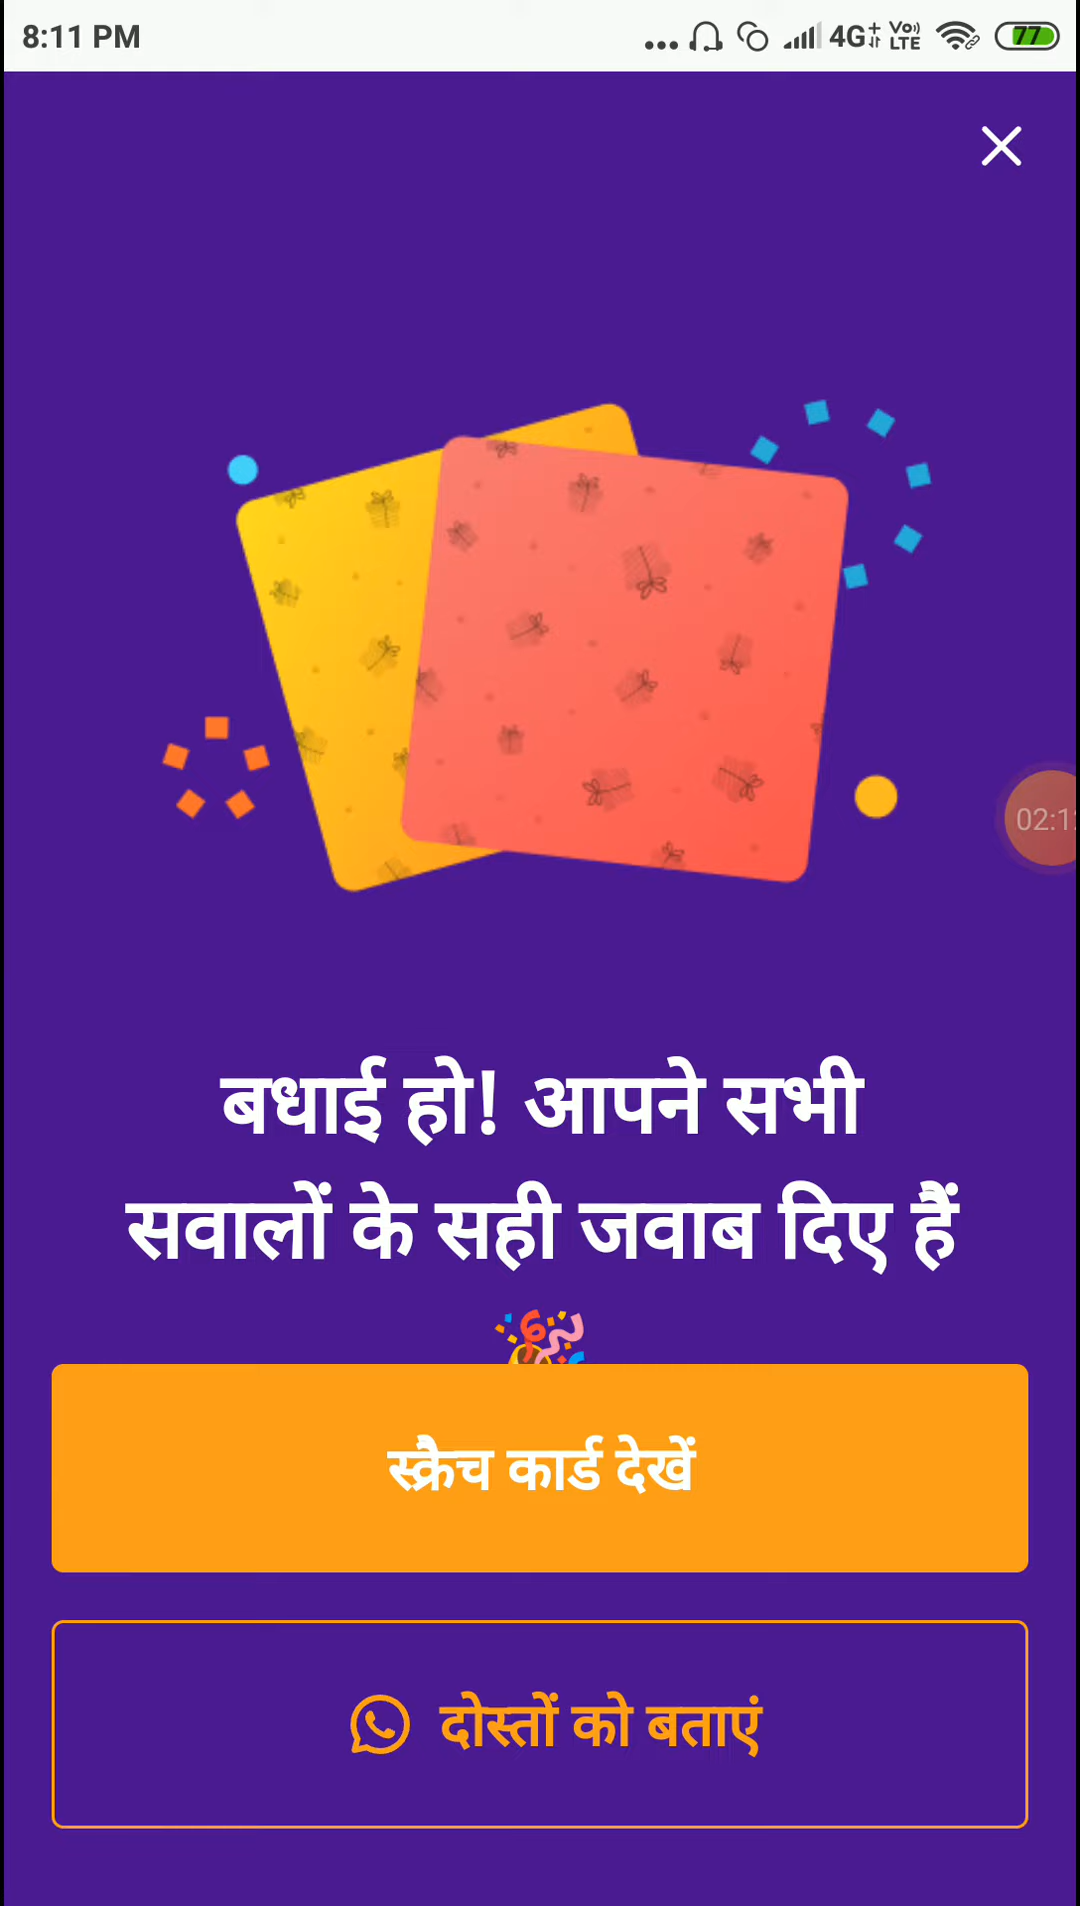 8:11 PM
4G+ VoLTE 77
02:1
बधाई हो! आपने सभी
सवालों के सही जवाब दिए हैं
🎉
स्क्रैच कार्ड देखें
दोस्तों को बताएं